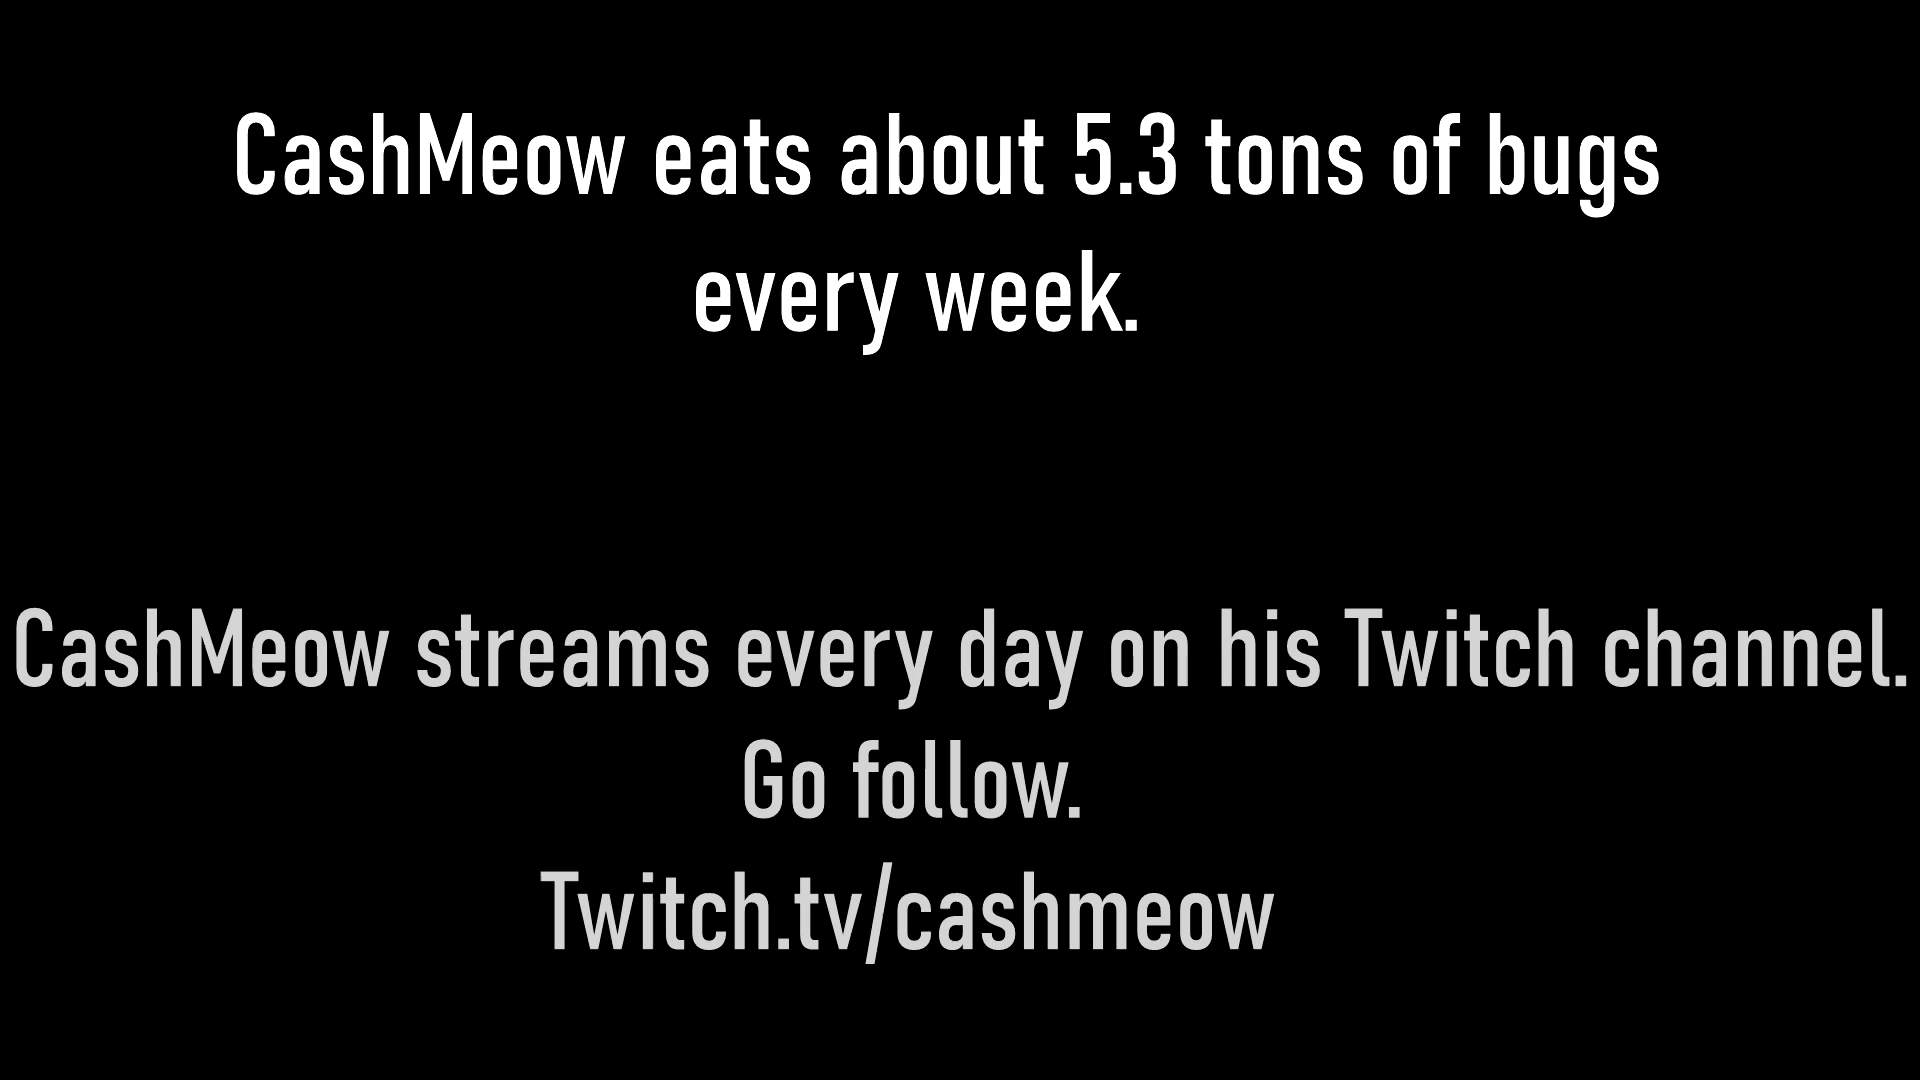 CashMeow eats about 5.3 tons of bugs
every week.
CashMeow streams every day on his Twitch channel.
Go follow.
Twitch.tv/cashmeow